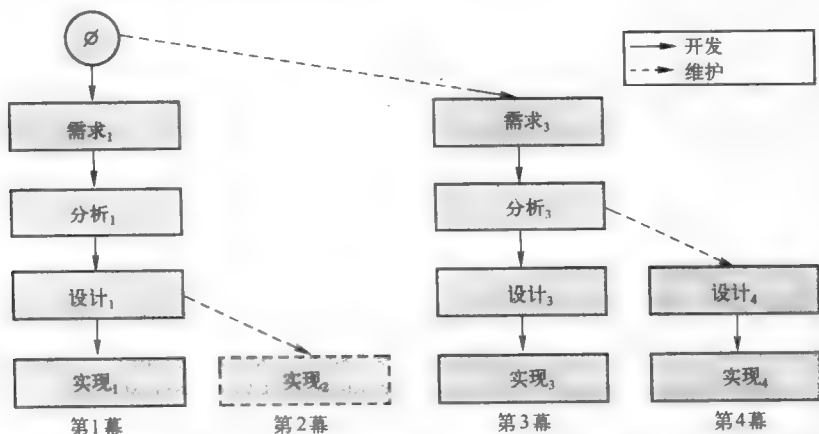 Ø
开发
维护
需求₁
需求₃
分析₁
分析₃
设计₁
设计₃
设计₄
实现₁
实现₂
实现₃
实现₄
第1幕
第2幕
第3幕
第4幕